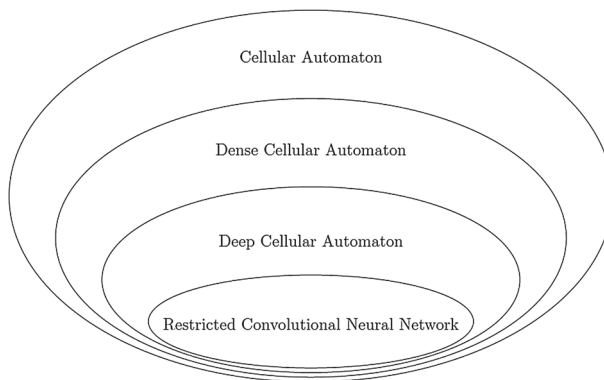 Cellular Automaton
Dense Cellular Automaton
Deep Cellular Automaton
Restricted Convolutional Neural Network